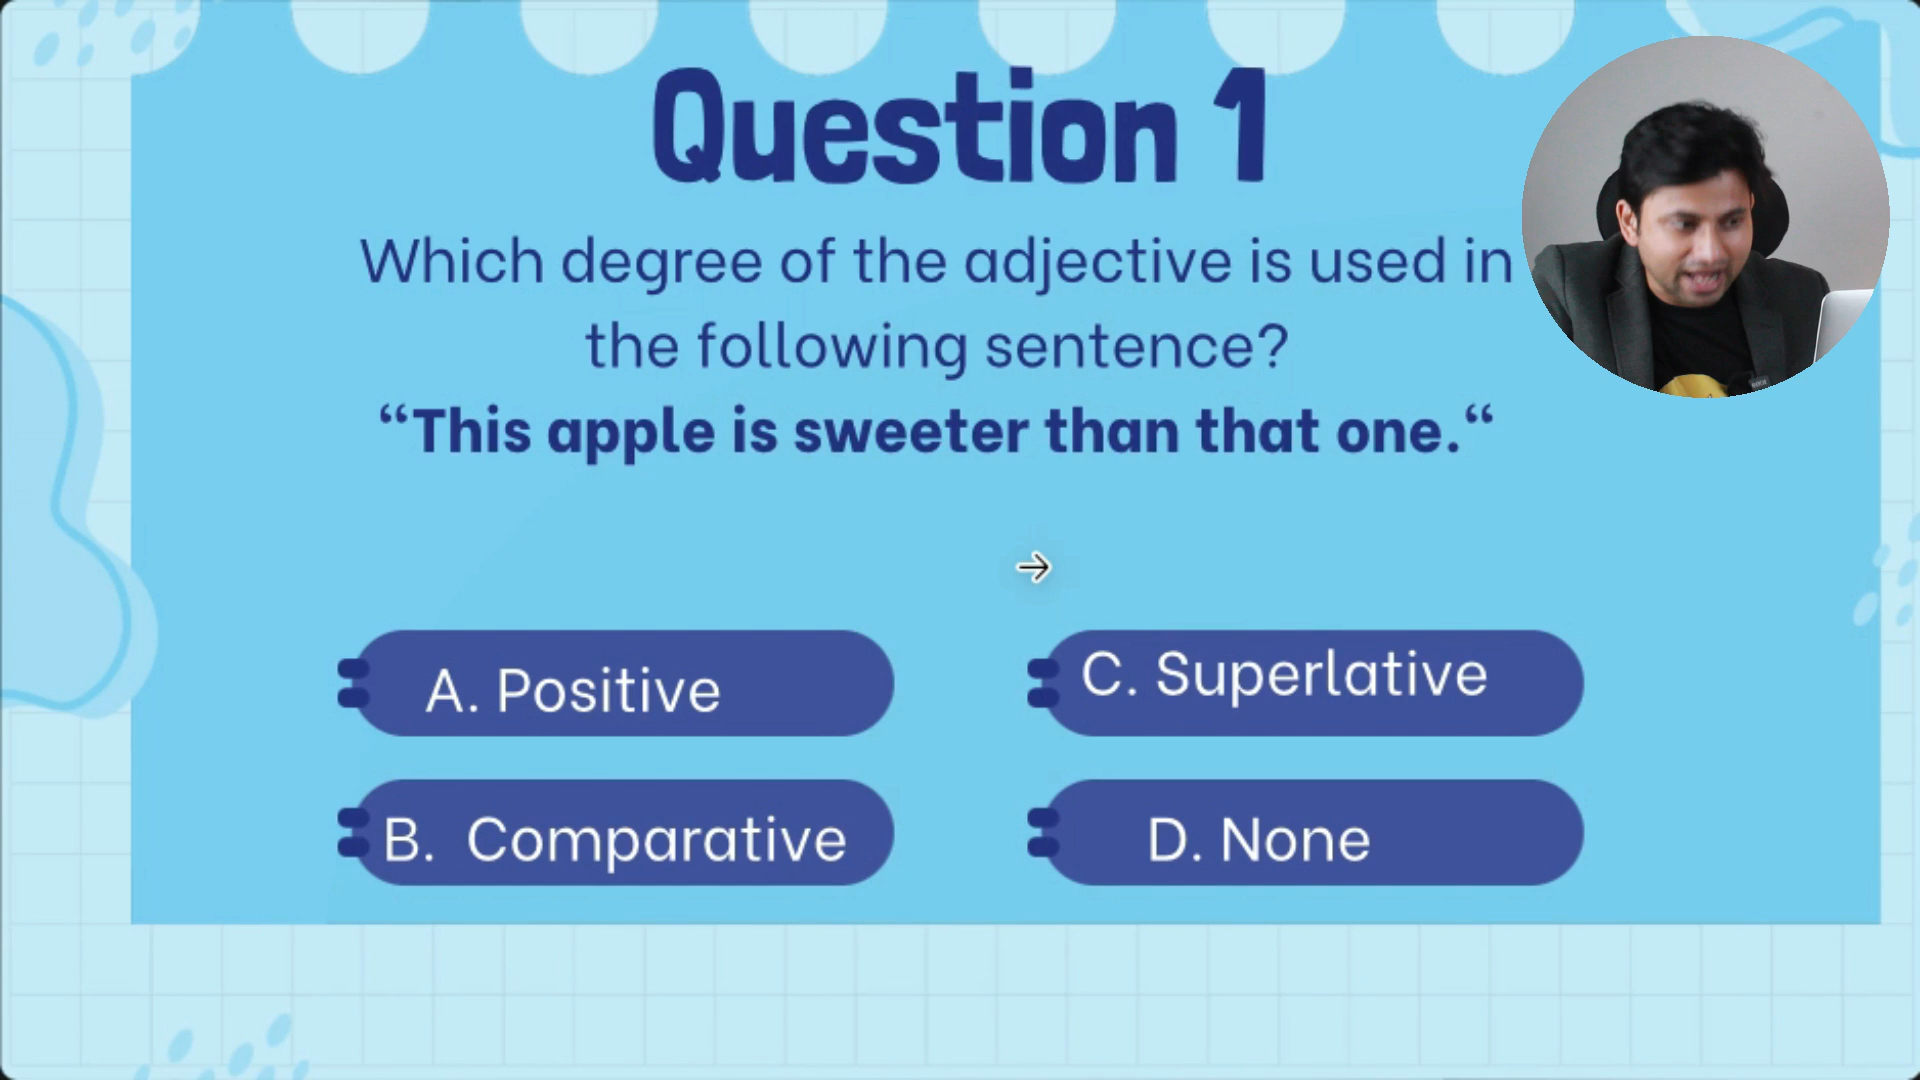 Question 1
Which degree of the adjective is used in
the following sentence?
“This apple is sweeter than that one.“
A. Positive
C. Superlative
B. Comparative
D. None